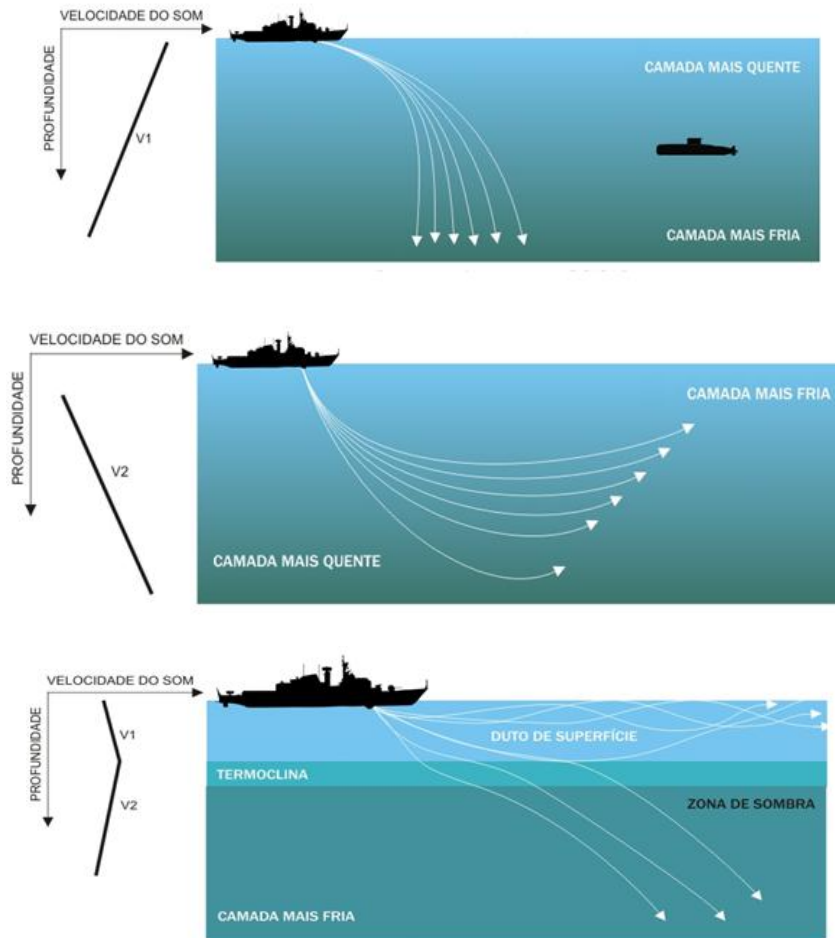 VELOCIDADE DO SOM
PROFUNDIDADE
V1
CAMADA MAIS QUENTE
CAMADA MAIS FRIA
VELOCIDADE DO SOM
PROFUNDIDADE
V2
CAMADA MAIS FRIA
CAMADA MAIS QUENTE
VELOCIDADE DO SOM
PROFUNDIDADE
V1
V2
DUTO DE SUPERFÍCIE
TERMOCLINA
ZONA DE SOMBRA
CAMADA MAIS FRIA